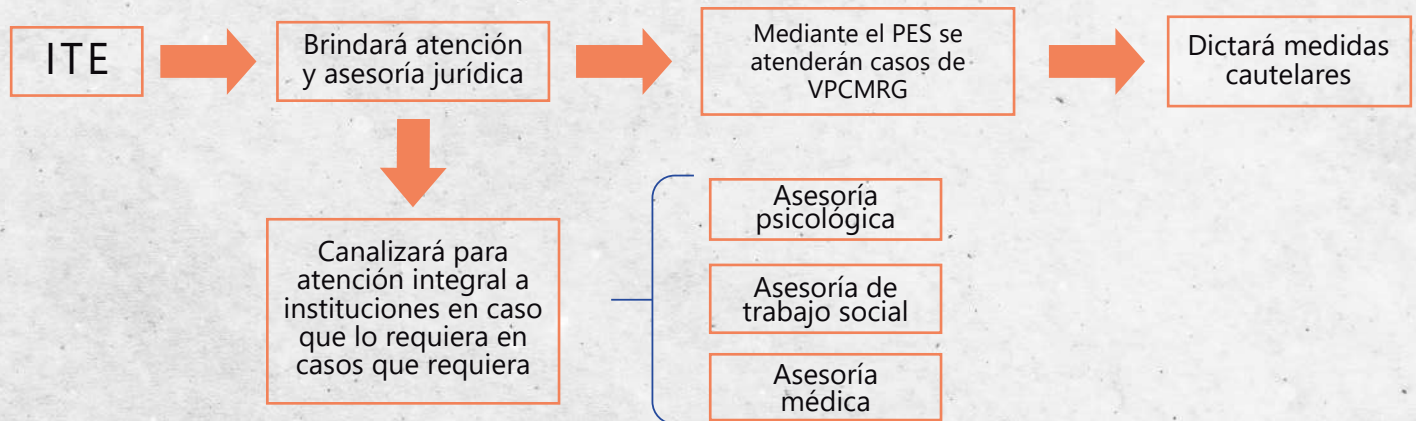 ITE
Brindará atención
y asesoría jurídica
Mediante el PES se
atenderán casos de
VPCMRG
Dictará medidas
cautelares
Canalizará para
atención integral a
instituciones en caso
que lo requiera en
casos que requiera
Asesoría
psicológica
Asesoría de
trabajo social
Asesoría
médica